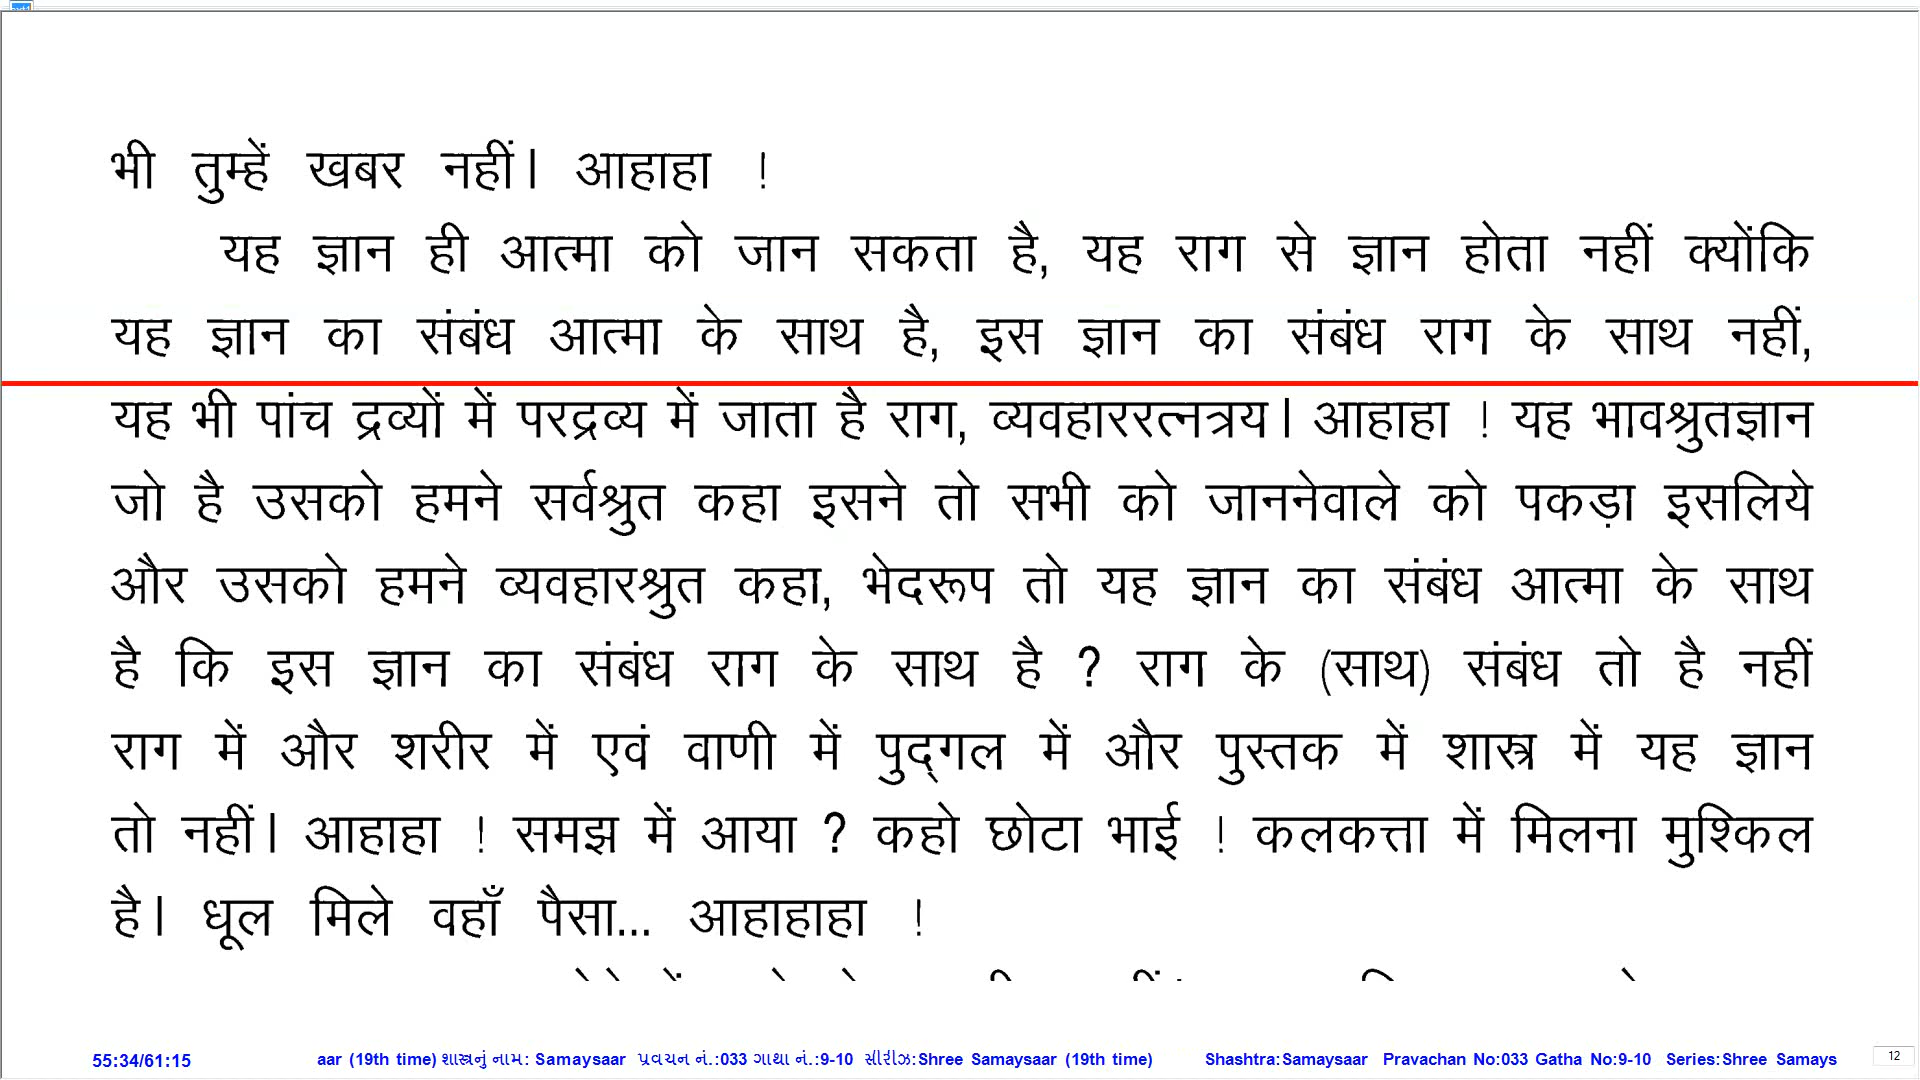 भी तुम्हें खबर नहीं। आहाहा !
यह ज्ञान ही आत्मा को जान सकता है, यह राग से ज्ञान होता नहीं क्योंकि
यह ज्ञान का संबंध आत्मा के साथ है, इस ज्ञान का संबंध राग के साथ नहीं,
यह भी पांच द्रव्यों में परद्रव्य में जाता है राग, व्यवहाररत्नत्रय। आहाहा ! यह भावश्रुतज्ञान
जो है उसको हमने सर्वश्रुत कहा इसने तो सभी को जाननेवाले को पकड़ा इसलिये
और उसको हमने व्यवहारश्रुत कहा, भेदरूप तो यह ज्ञान का संबंध आत्मा के साथ
है कि इस ज्ञान का संबंध राग के साथ है ? राग के (साथ) संबंध तो है नहीं
राग में और शरीर में एवं वाणी में पुद्‌गल में और पुस्तक में शास्त्र में यह ज्ञान
तो नहीं। आहाहा ! समझ में आया ? कहो छोटा भाई ! कलकत्ता में मिलना मुश्किल
है। धूल मिले वहाँ पैसा... आहाहाहा !
55:34/61:15 aar (19th time) શાસ્ત્રનું નામ: Samaysaar પ્રવચન નં.:033 ગાથા નં.:9-10 સીરીઝ:Shree Samaysaar (19th time) Shashtra:Samaysaar Pravachan No:033 Gatha No:9-10 Series:Shree Samays 12